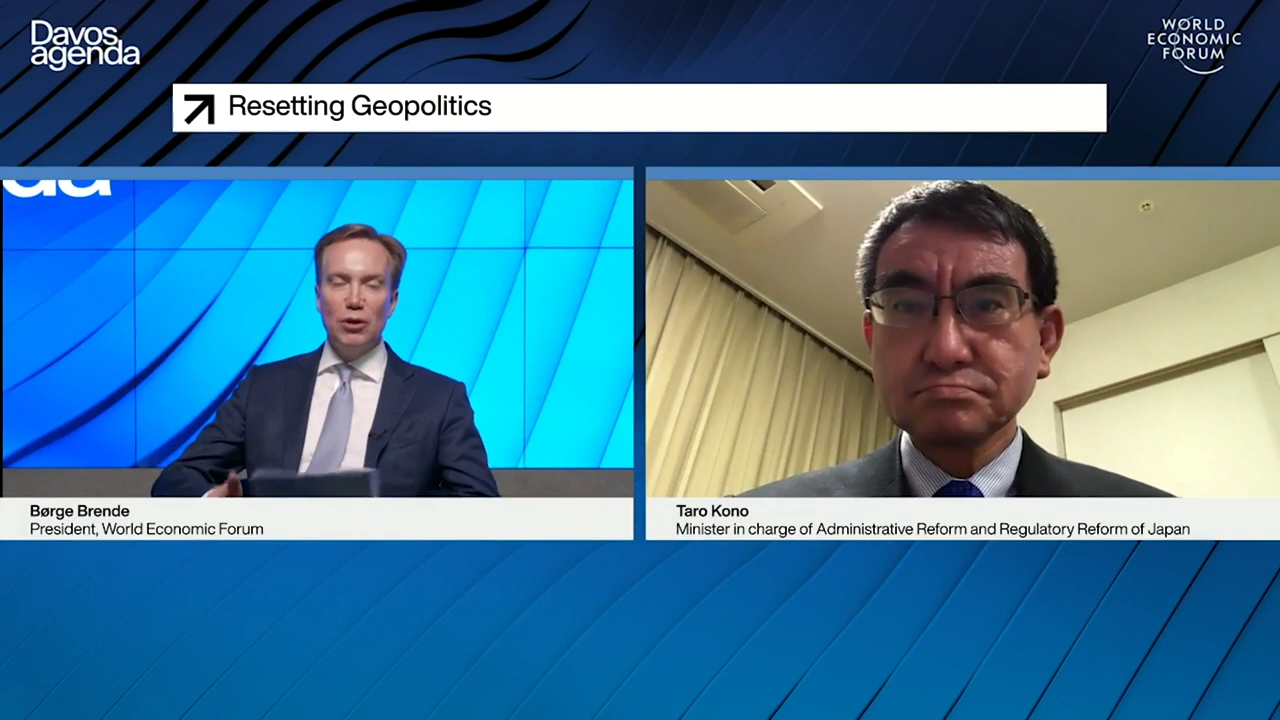 Davos
agenda
WORLD
ECONOMIC
FORUM
Resetting Geopolitics
Børge Brende
President, World Economic Forum
Taro Kono
Minister in charge of Administrative Reform and Regulatory Reform of Japan